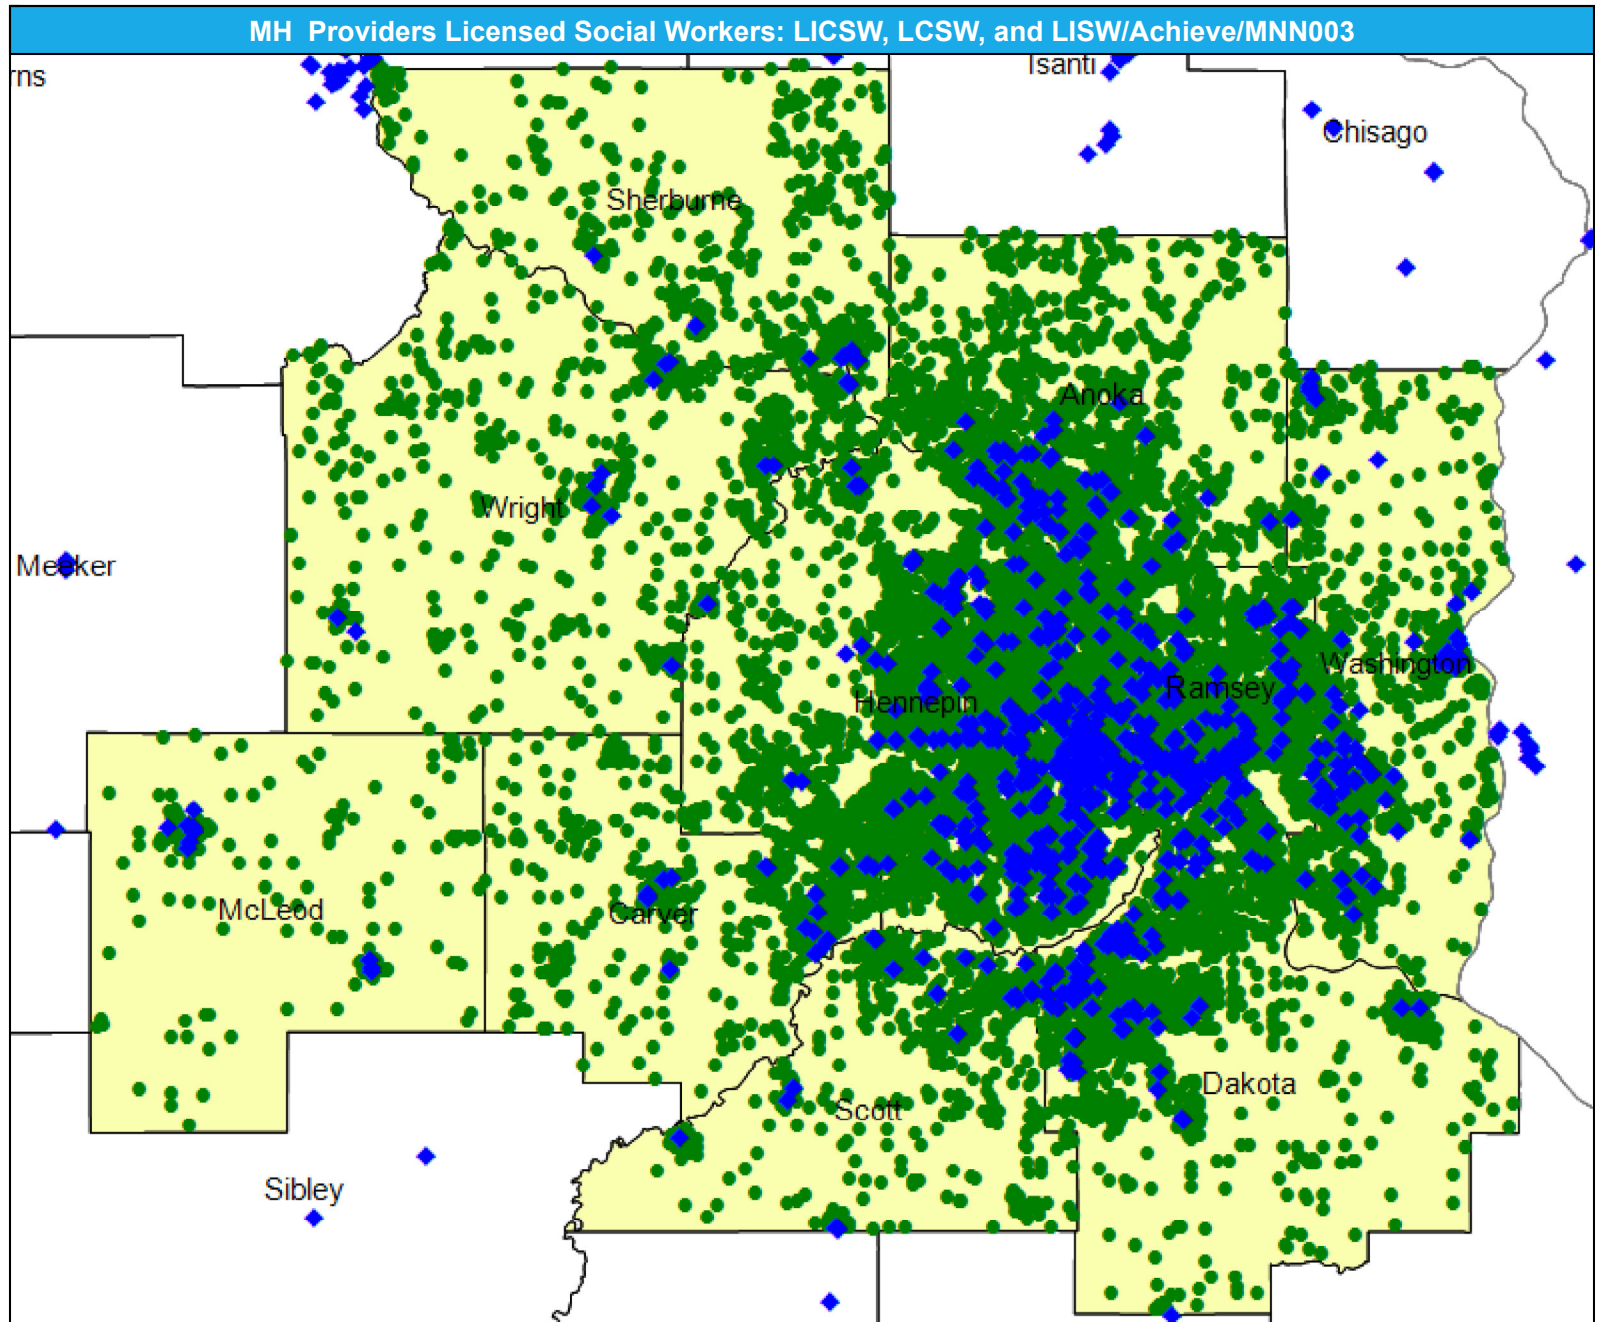 MH  Providers Licensed Social Workers: LICSW, LCSW, and LISW/Achieve/MNN003
Isanti
rns
Chisago
Sherburne
Anoka
Wright
Meeker
Washington
Ramsey
Hennepin
McLeod
Carver
Dakota
Scott
Sibley